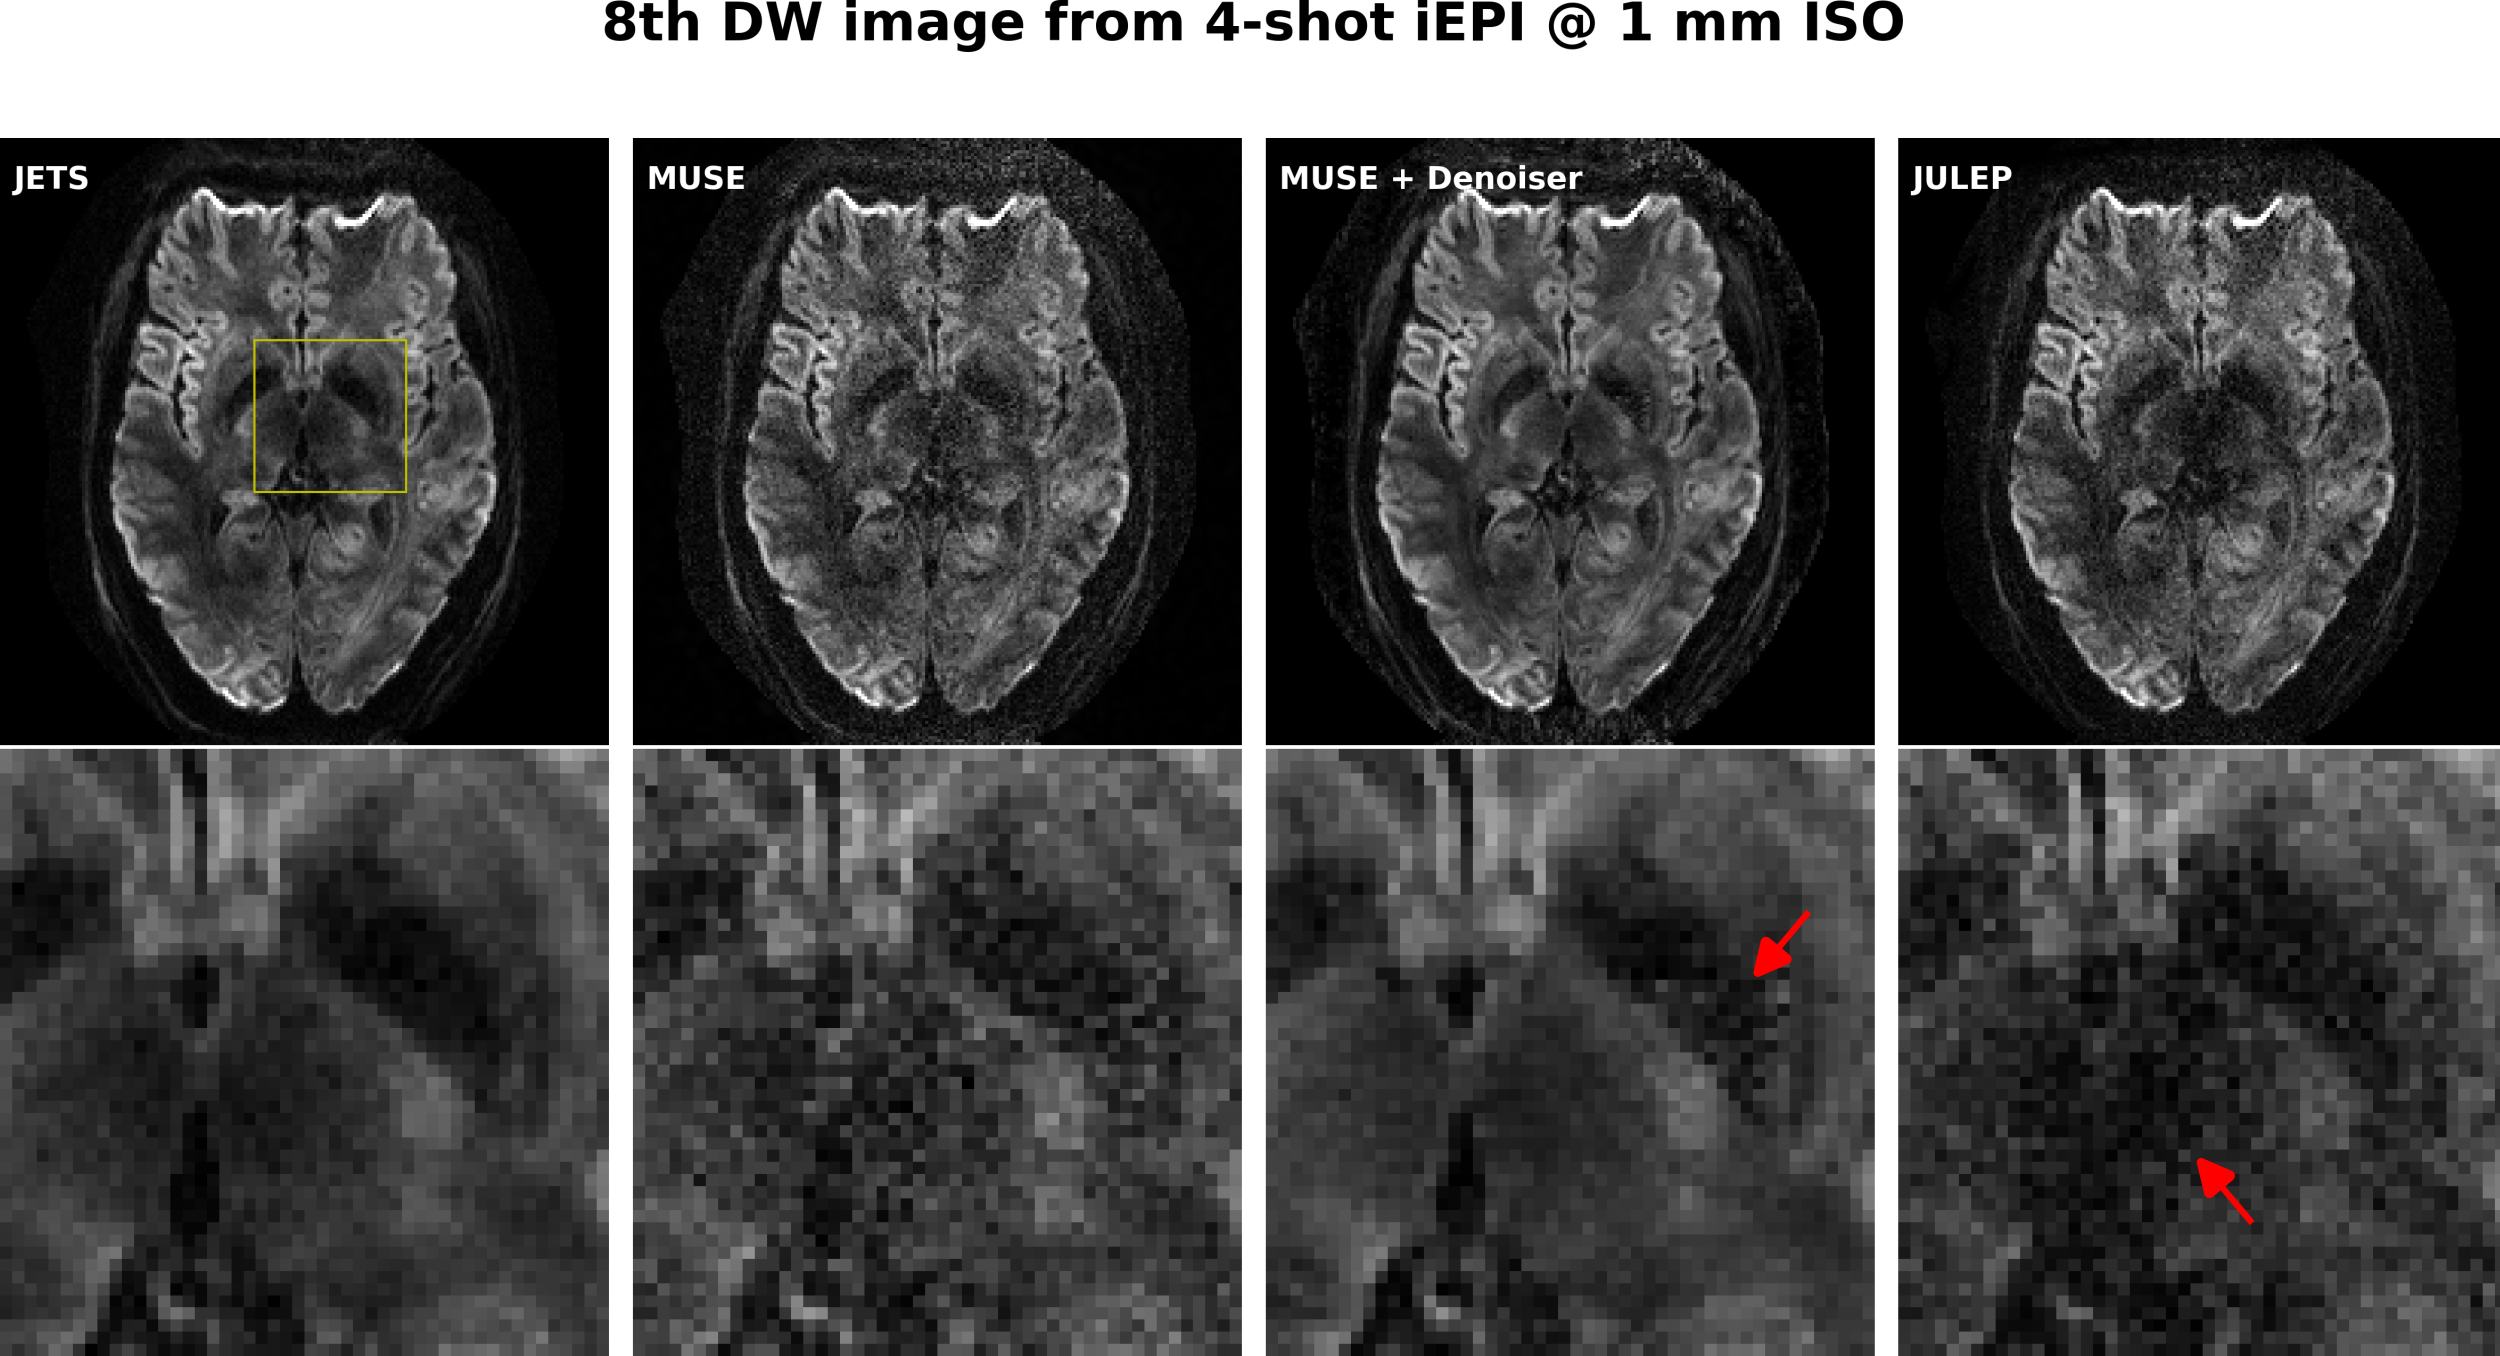 8th DW image from 4-shot iEPI @ 1 mm ISO
JETS
MUSE
MUSE + Denoiser
JULEP